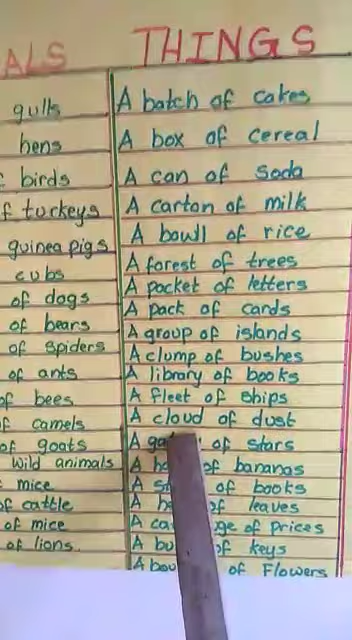 ALS THINGS
gulls A batch of cakes
hens A box of cereal
birds A can of soda
f turkeys A carton of milk
guinea pigs A bowl of rice
cubs A forest of trees
of dogs A packet of letters
of bears A pack of cards
of spiders A group of islands
of ants A clump of bushes
of bees A library of books
f camels A fleet of ships
of goats A cloud of dust
wild animals A of stars
mice A of bananas
of cattle A of books
of mice A of leaves
of lions. A of prices
A of keys
A of Flowers